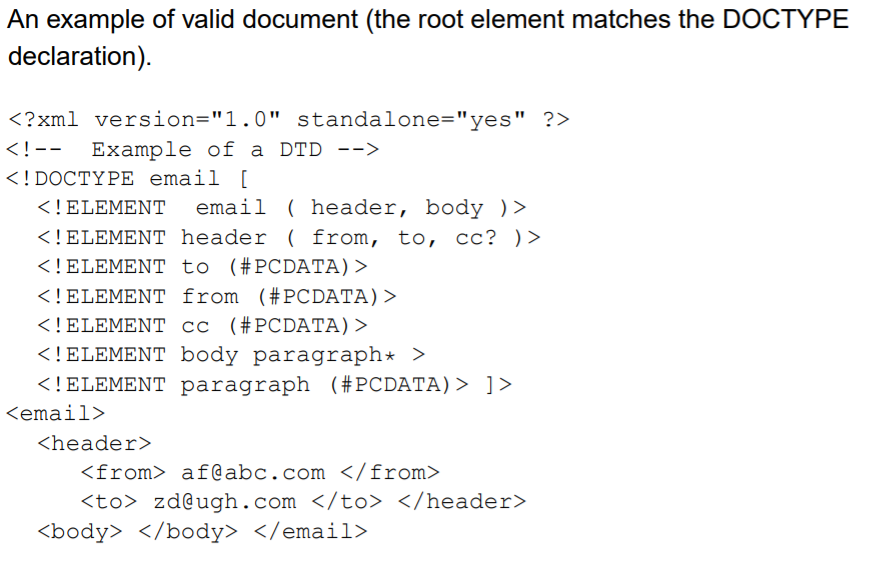 An example of valid document (the root element matches the DOCTYPE
declaration).
<?xml version="1.0" standalone="yes" ?>
<!--  Example of a DTD -->
<!DOCTYPE email [
  <!ELEMENT  email ( header, body )>
  <!ELEMENT header ( from, to, cc? )>
  <!ELEMENT to (#PCDATA)>
  <!ELEMENT from (#PCDATA)>
  <!ELEMENT cc (#PCDATA)>
  <!ELEMENT body paragraph* >
  <!ELEMENT paragraph (#PCDATA)> ]>
<email>
  <header>
     <from> af@abc.com </from>
     <to> zd@ugh.com </to> </header>
  <body> </body> </email>